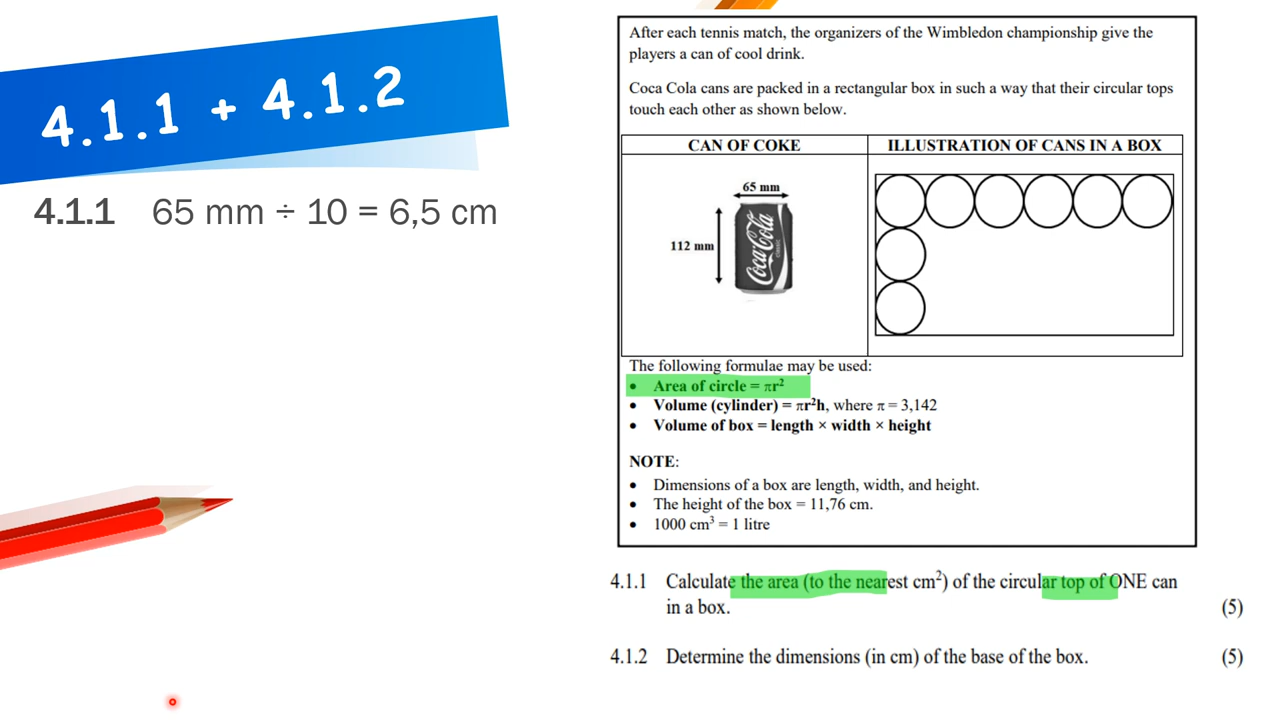 4.1.1 + 4.1.2
4.1.1 65 mm ÷ 10 = 6,5 cm
After each tennis match, the organizers of the Wimbledon championship give the
players a can of cool drink.
Coca Cola cans are packed in a rectangular box in such a way that their circular tops
touch each other as shown below.
CAN OF COKE
ILLUSTRATION OF CANS IN A BOX
65 mm
112 mm
Coca-Cola
CLASSIC
The following formulae may be used:
• Area of circle = πr²
• Volume (cylinder) = πr²h, where π = 3,142
• Volume of box = length × width × height
NOTE:
• Dimensions of a box are length, width, and height.
• The height of the box = 11,76 cm.
• 1000 cm³ = 1 litre
4.1.1 Calculate the area (to the nearest cm²) of the circular top of ONE can
in a box. (5)
4.1.2 Determine the dimensions (in cm) of the base of the box. (5)